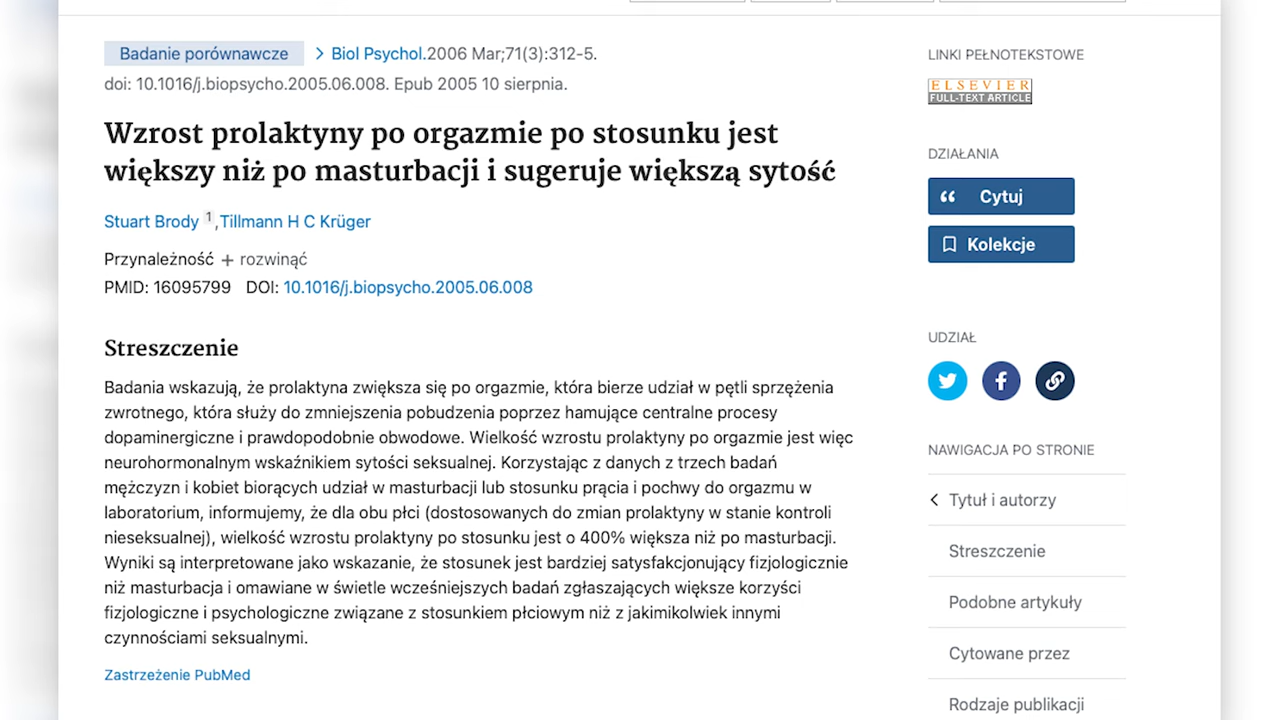 Badanie porównawcze > Biol Psychol.2006 Mar;71(3):312-5.
doi: 10.1016/j.biopsycho.2005.06.008. Epub 2005 10 sierpnia.
Wzrost prolaktyny po orgazmie po stosunku jest
większy niż po masturbacji i sugeruje większą sytość
Stuart Brody 1,Tillmann H C Krüger
Przynależność + rozwinąć
PMID: 16095799 DOI: 10.1016/j.biopsycho.2005.06.008
Streszczenie
Badania wskazują, że prolaktyna zwiększa się po orgazmie, która bierze udział w pętli sprzężenia
zwrotnego, która służy do zmniejszenia pobudzenia poprzez hamujące centralne procesy
dopaminergiczne i prawdopodobnie obwodowe. Wielkość wzrostu prolaktyny po orgazmie jest więc
neurohormonalnym wskaźnikiem sytości seksualnej. Korzystając z danych z trzech badań
mężczyzn i kobiet biorących udział w masturbacji lub stosunku prącia i pochwy do orgazmu w
laboratorium, informujemy, że dla obu płci (dostosowanych do zmian prolaktyny w stanie kontroli
nieseksualnej), wielkość wzrostu prolaktyny po stosunku jest o 400% większa niż po masturbacji.
Wyniki są interpretowane jako wskazanie, że stosunek jest bardziej satysfakcjonujący fizjologicznie
niż masturbacja i omawiane w świetle wcześniejszych badań zgłaszających większe korzyści
fizjologiczne i psychologiczne związane z stosunkiem płciowym niż z jakimikolwiek innymi
czynnościami seksualnymi.
Zastrzeżenie PubMed
LINKI PEŁNOTEKSTOWE
ELSEVIER
FULL-TEXT ARTICLE
DZIAŁANIA
Cytuj
Kolekcje
UDZIAŁ
NAWIGACJA PO STRONIE
Tytuł i autorzy
Streszczenie
Podobne artykuły
Cytowane przez
Rodzaje publikacji